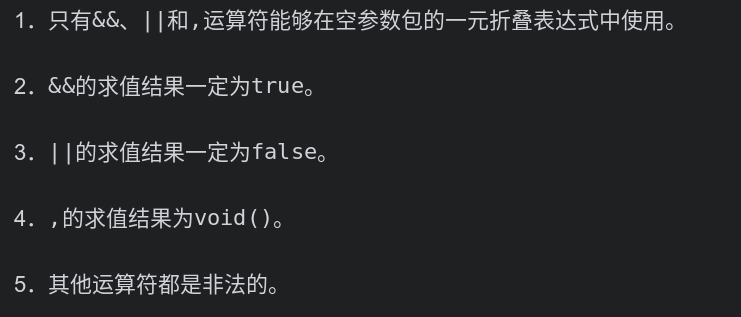 1. 只有&&、||和,运算符能够在空参数包的一元折叠表达式中使用。
2. &&的求值结果一定为true。
3. ||的求值结果一定为false。
4. ,的求值结果为void()。
5. 其他运算符都是非法的。